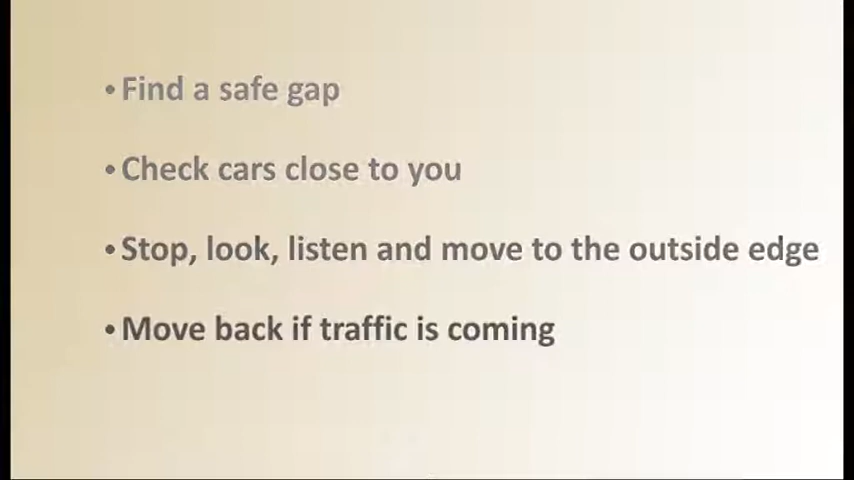 • Find a safe gap
• Check cars close to you
• Stop, look, listen and move to the outside edge
• Move back if traffic is coming